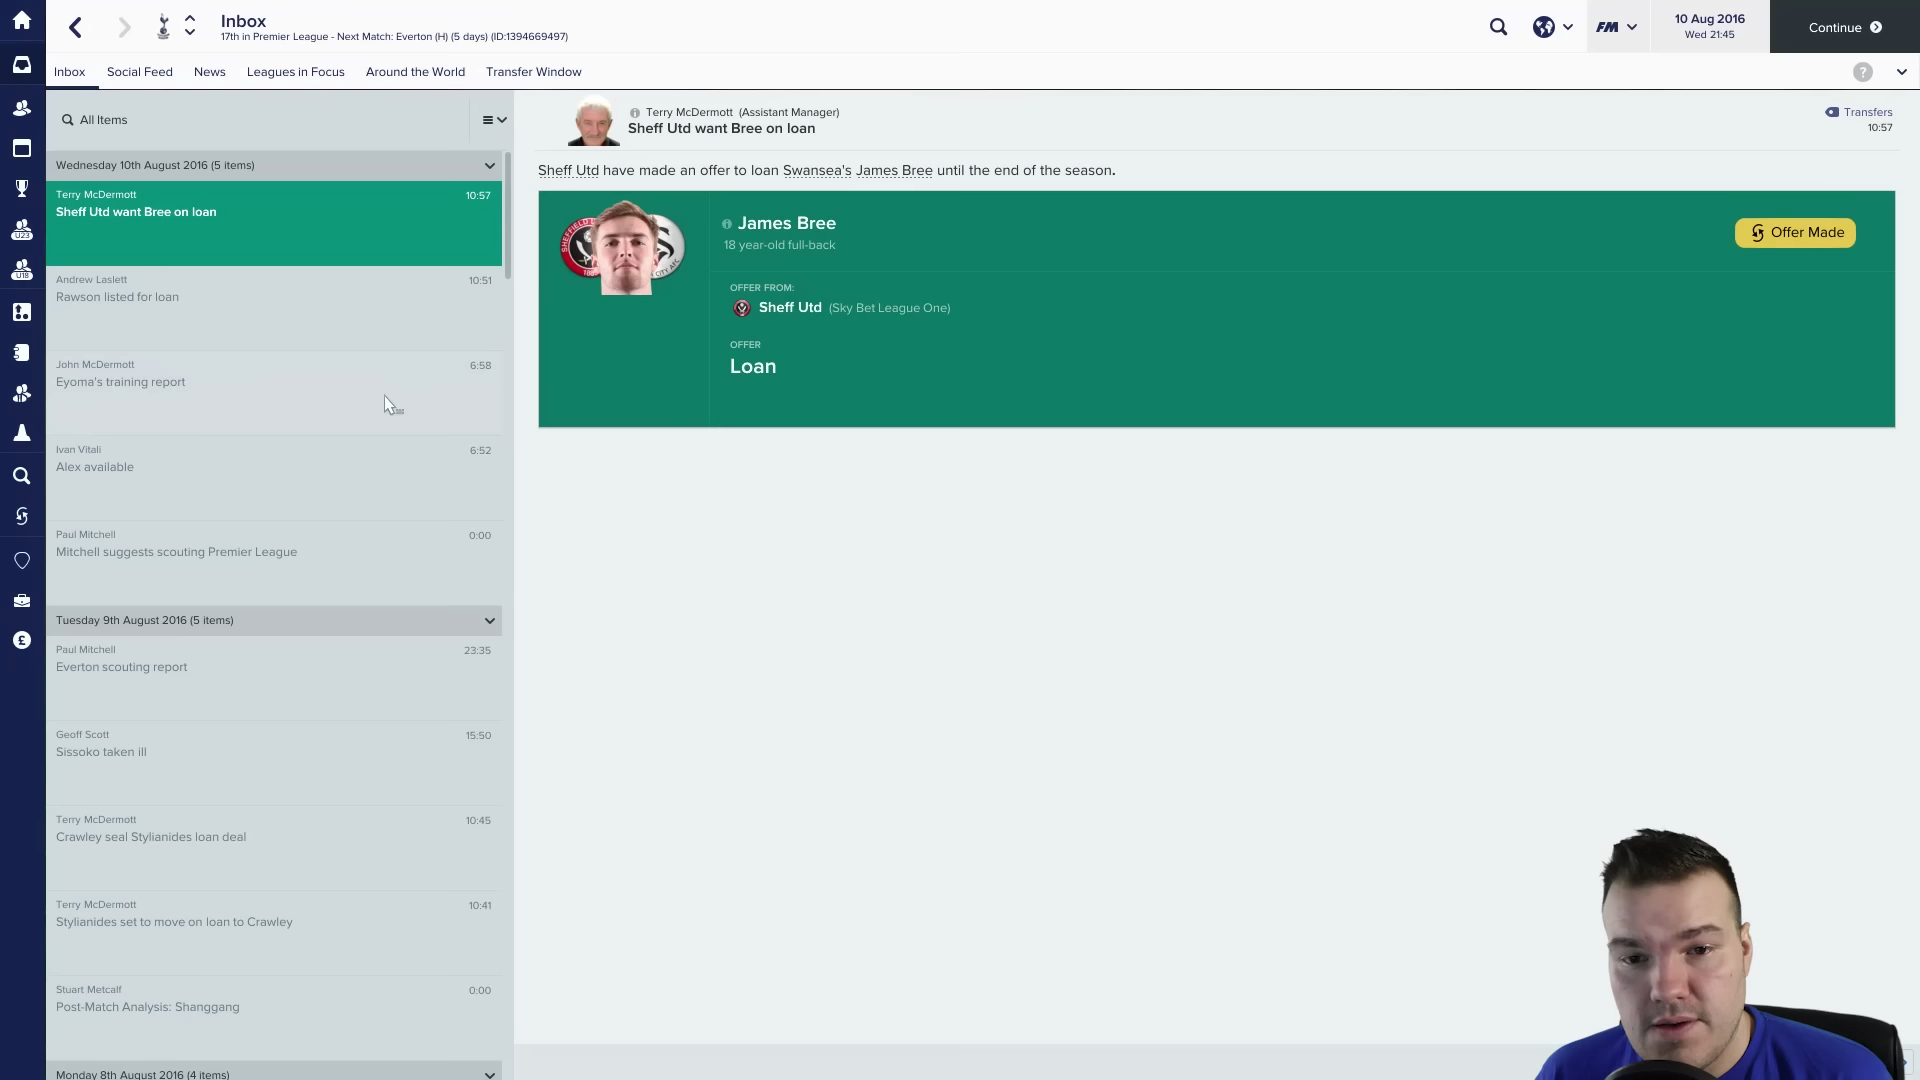 Inbox
17th in Premier League - Next Match: Everton (H) (5 days) (ID:1394669497)
FM
10 Aug 2016
Wed 21:45
Continue
Inbox
Social Feed
News
Leagues in Focus
Around the World
Transfer Window
?
All Items
Wednesday 10th August 2016 (5 items)
Terry McDermott 10:57
Sheff Utd want Bree on loan
Andrew Laslett 10:51
Rawson listed for loan
John McDermott 6:58
Eyoma's training report
Ivan Vitali 6:52
Alex available
Paul Mitchell 0:00
Mitchell suggests scouting Premier League
Tuesday 9th August 2016 (5 items)
Paul Mitchell 23:35
Everton scouting report
Geoff Scott 15:50
Sissoko taken ill
Terry McDermott 10:45
Crawley seal Stylianides loan deal
Terry McDermott 10:41
Stylianides set to move on loan to Crawley
Stuart Metcalf 0:00
Post-Match Analysis: Shanggang
Monday 8th August 2016 (4 items)
U23
U18
£
Terry McDermott (Assistant Manager)
Sheff Utd want Bree on loan
Transfers
10:57
Sheff Utd have made an offer to loan Swansea's James Bree until the end of the season.
James Bree
18 year-old full-back
Offer Made
OFFER FROM:
Sheff Utd (Sky Bet League One)
OFFER
Loan